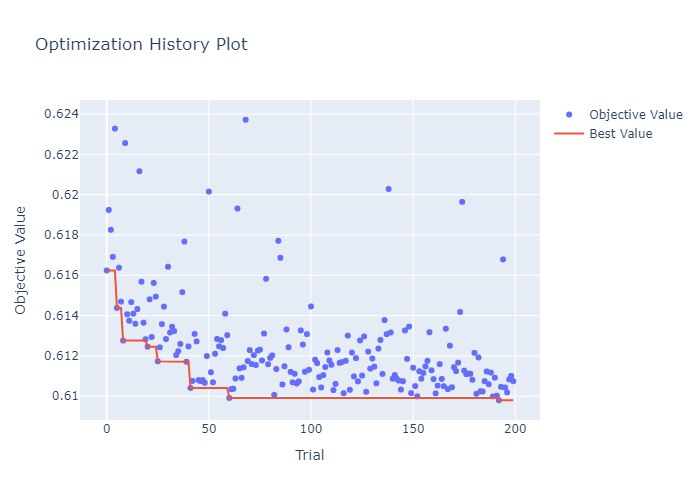 Optimization History Plot
Objective Value
Best Value
Objective Value
0.624
0.622
0.62
0.618
0.616
0.614
0.612
0.61
0
50
100
150
200
Trial